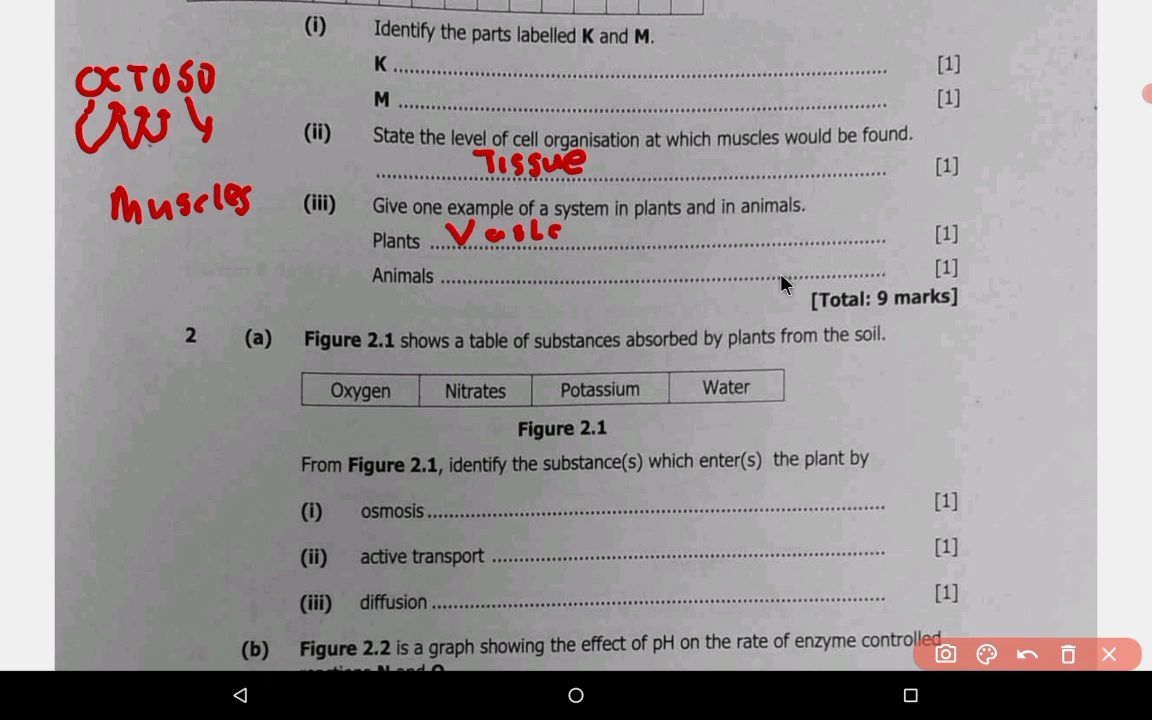 (i) Identify the parts labelled K and M.
K ........................................ [1]
M ........................................ [1]
(ii) State the level of cell organisation at which muscles would be found.
Tissue
........................................ [1]
Muscles
(iii) Give one example of a system in plants and in animals.
Plants ........................................ [1]
Animals ........................................ [1]
[Total: 9 marks]
2 (a) Figure 2.1 shows a table of substances absorbed by plants from the soil.
Oxygen Nitrates Potassium Water
Figure 2.1
From Figure 2.1, identify the substance(s) which enter(s) the plant by
(i) osmosis ........................................ [1]
(ii) active transport ........................................ [1]
(iii) diffusion ........................................ [1]
(b) Figure 2.2 is a graph showing the effect of pH on the rate of enzyme controlled